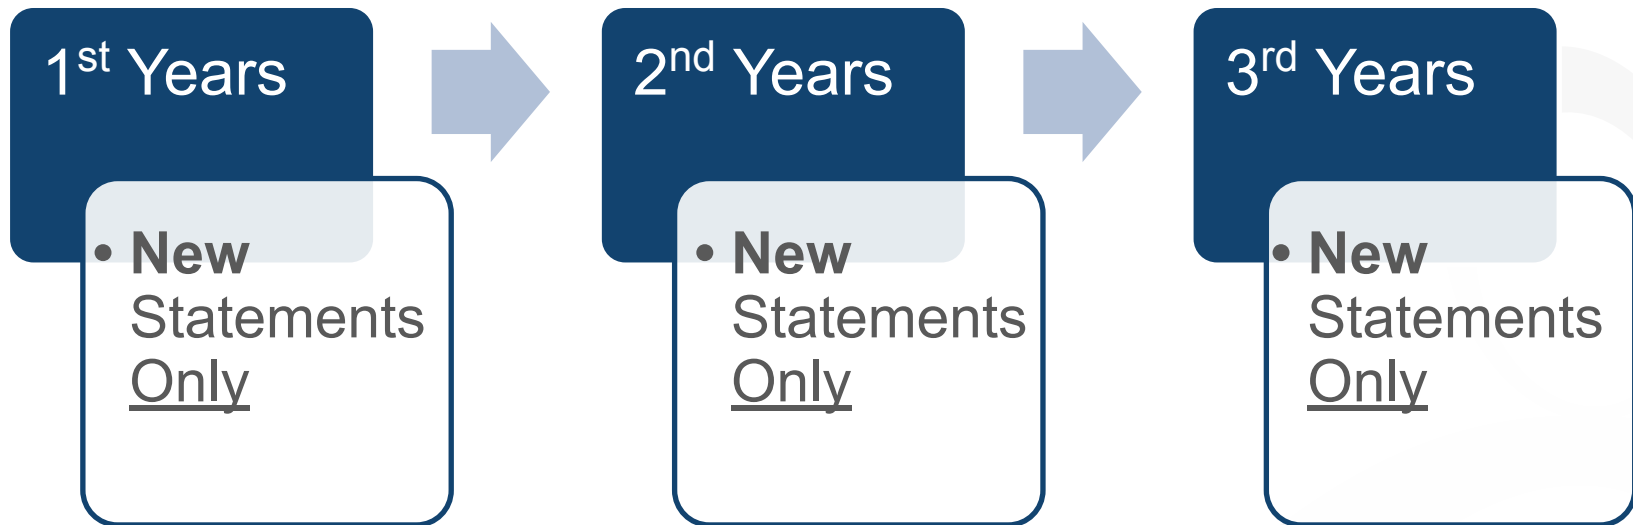 1st Years
• New
Statements
Only
2nd Years
• New
Statements
Only
3rd Years
• New
Statements
Only